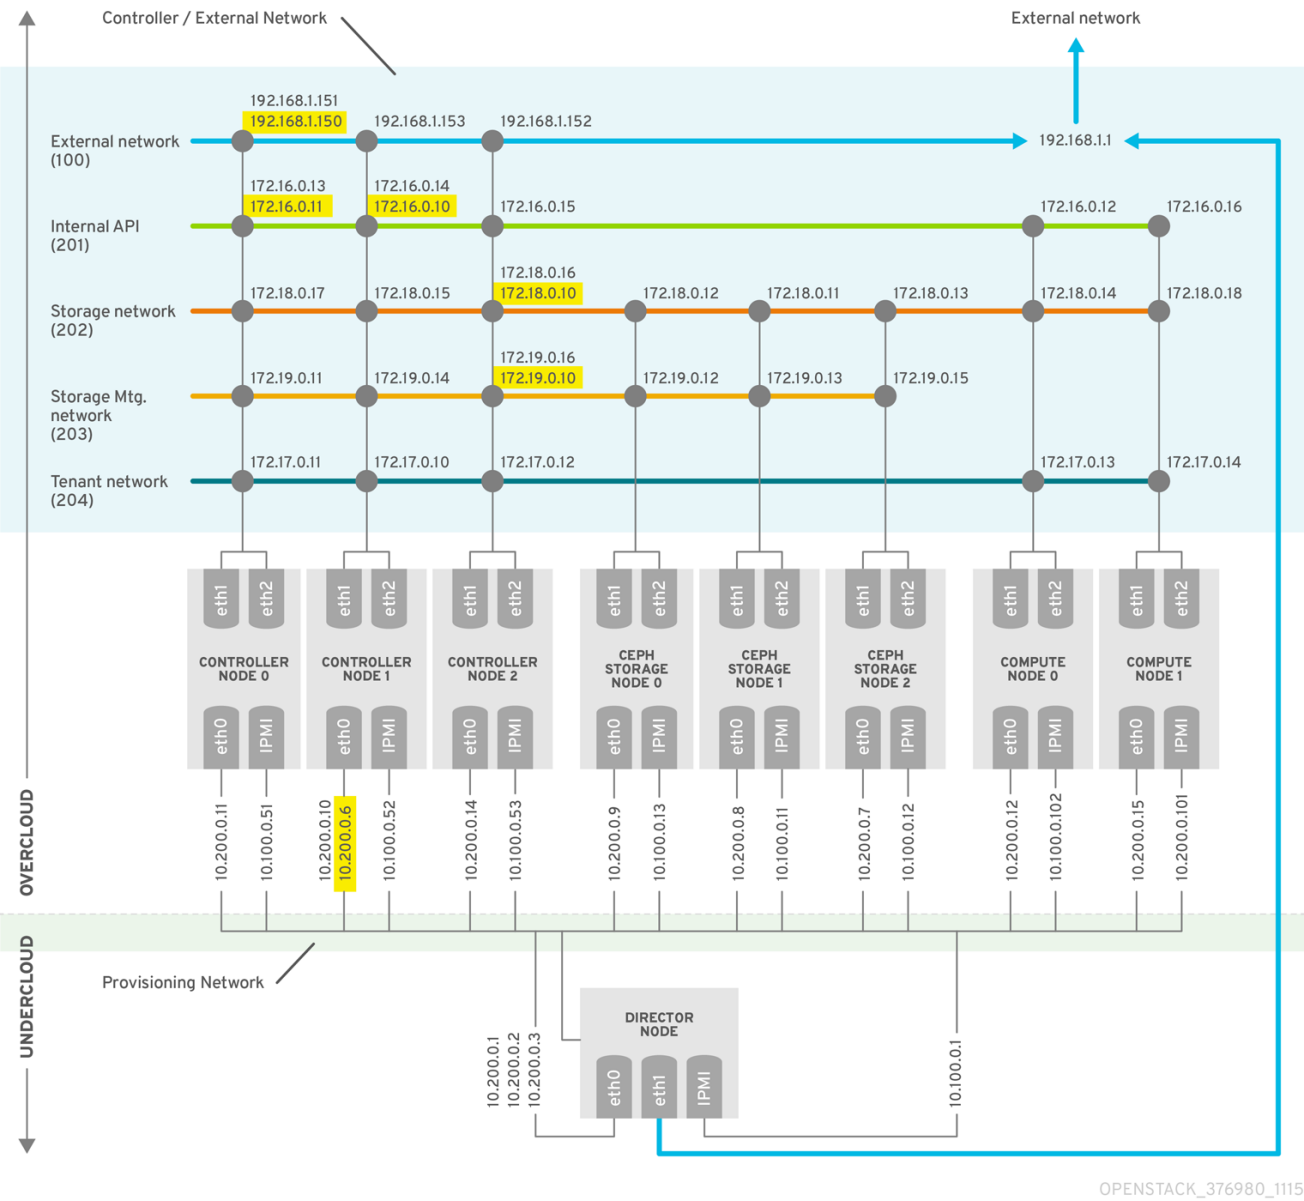 Controller / External Network
External network
192.168.1.151
192.168.1.150
192.168.1.153
192.168.1.152
External network
(100)
192.168.1.1
172.16.0.13
172.16.0.11
172.16.0.14
172.16.0.10
172.16.0.15
172.16.0.12
172.16.0.16
Internal API
(201)
172.18.0.17
172.18.0.15
172.18.0.16
172.18.0.10
172.18.0.12
172.18.0.11
172.18.0.13
172.18.0.14
172.18.0.18
Storage network
(202)
172.19.0.11
172.19.0.14
172.19.0.16
172.19.0.10
172.19.0.12
172.19.0.13
172.19.0.15
Storage Mtg.
network
(203)
172.17.0.11
172.17.0.10
172.17.0.12
172.17.0.13
172.17.0.14
Tenant network
(204)
eth1
eth2
eth1
eth2
eth1
eth2
eth1
eth2
eth1
eth2
eth1
eth2
eth1
eth2
eth1
eth2
CONTROLLER
NODE 0
CONTROLLER
NODE 1
CONTROLLER
NODE 2
CEPH
STORAGE
NODE 0
CEPH
STORAGE
NODE 1
CEPH
STORAGE
NODE 2
COMPUTE
NODE 0
COMPUTE
NODE 1
eth0
IPMI
eth0
IPMI
eth0
IPMI
eth0
IPMI
eth0
IPMI
eth0
IPMI
eth0
IPMI
eth0
IPMI
10.200.0.11
10.100.0.51
10.200.0.10
10.200.0.6
10.100.0.52
10.200.0.14
10.100.0.53
10.200.0.9
10.100.0.13
10.200.0.8
10.100.0.11
10.200.0.7
10.100.0.12
10.200.0.12
10.100.0.102
10.200.0.15
10.200.0.101
OVERCLOUD
UNDERCLOUD
Provisioning Network
DIRECTOR
NODE
10.200.0.1
10.200.0.2
10.200.0.3
eth0
eth1
IPMI
10.100.0.1
OPENSTACK_376980_1115